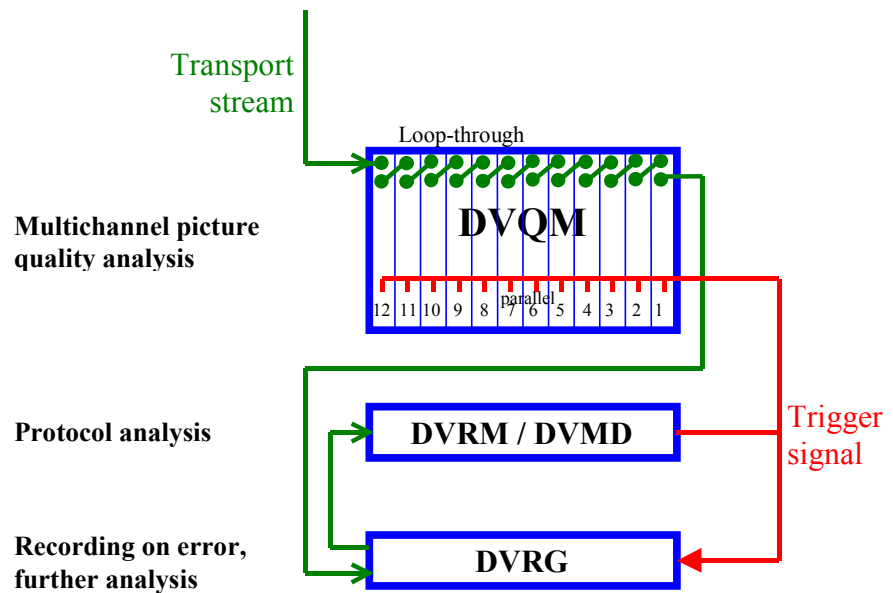 Transport
stream
Loop-through
DVQM
Multichannel picture
quality analysis
parallel
12 11 10 9 8 7 6 5 4 3 2 1
Protocol analysis
DVRM / DVMD
Trigger
signal
Recording on error,
further analysis
DVRG